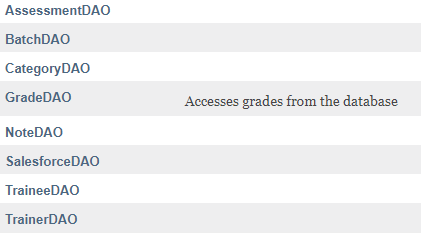 AssessmentDAO
BatchDAO
CategoryDAO
GradeDAO Accesses grades from the database
NoteDAO
SalesforceDAO
TraineeDAO
TrainerDAO